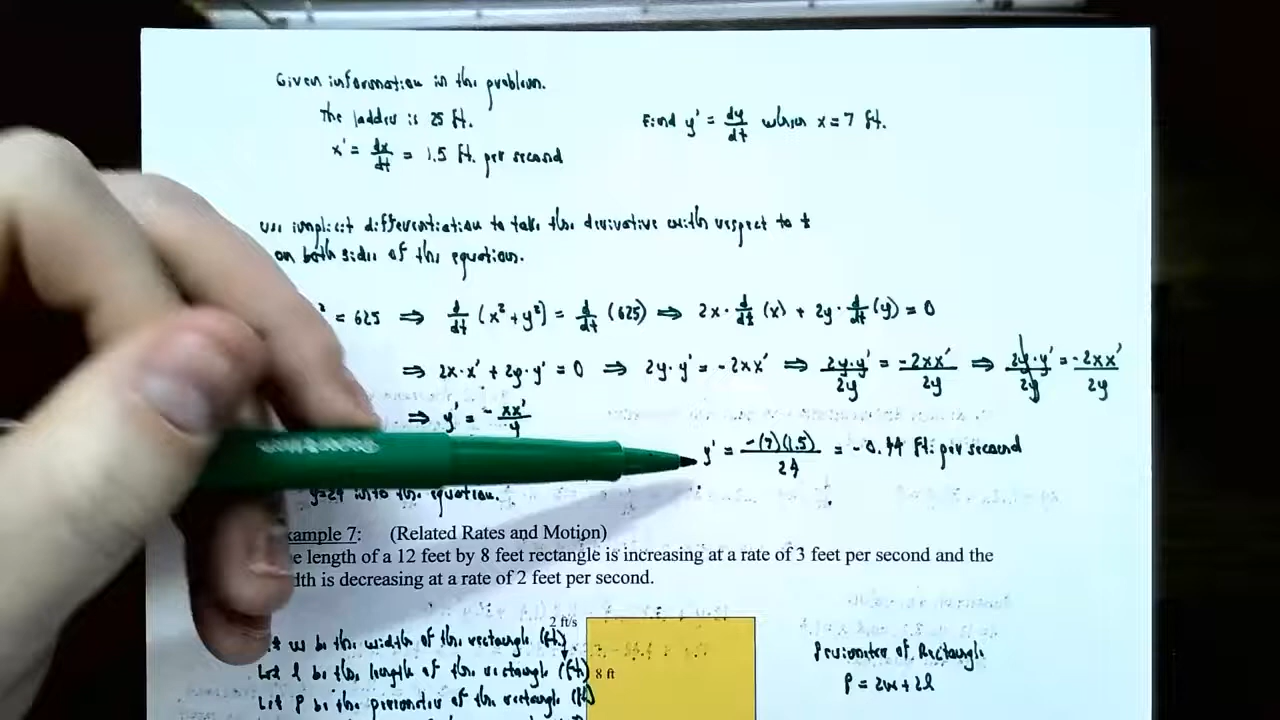 Given information in the problem.
The ladder is 25 ft.
Find y' = dy/dt when x = 7 ft.
x' = dx/dt = 1.5 ft. per second
Use implicit differentiation to take the derivative with respect to t
on both sides of the equation.
² = 625 ⇒ d/dt (x² + y²) = d/dt (625) ⇒ 2x · d/dt (x) + 2y · d/dt (y) = 0
⇒ 2x·x' + 2y·y' = 0 ⇒ 2y·y' = -2xx' ⇒ 2y·y'/2y = -2xx'/2y ⇒ 2y·y'/2y = -2xx'/2y
⇒ y' = - xx'/y
y' = -(7)(1.5)/24 = -0.44 ft. per second
y=24 into the equation.
xample 7: (Related Rates and Motion)
e length of a 12 feet by 8 feet rectangle is increasing at a rate of 3 feet per second and the
dth is decreasing at a rate of 2 feet per second.
2 ft/s
w be the width of the rectangle (ft)
Let l be the length of the rectangle (ft)
8 ft
Let P be the perimeter of the rectangle (ft)
Perimeter of Rectangle
P = 2w + 2l